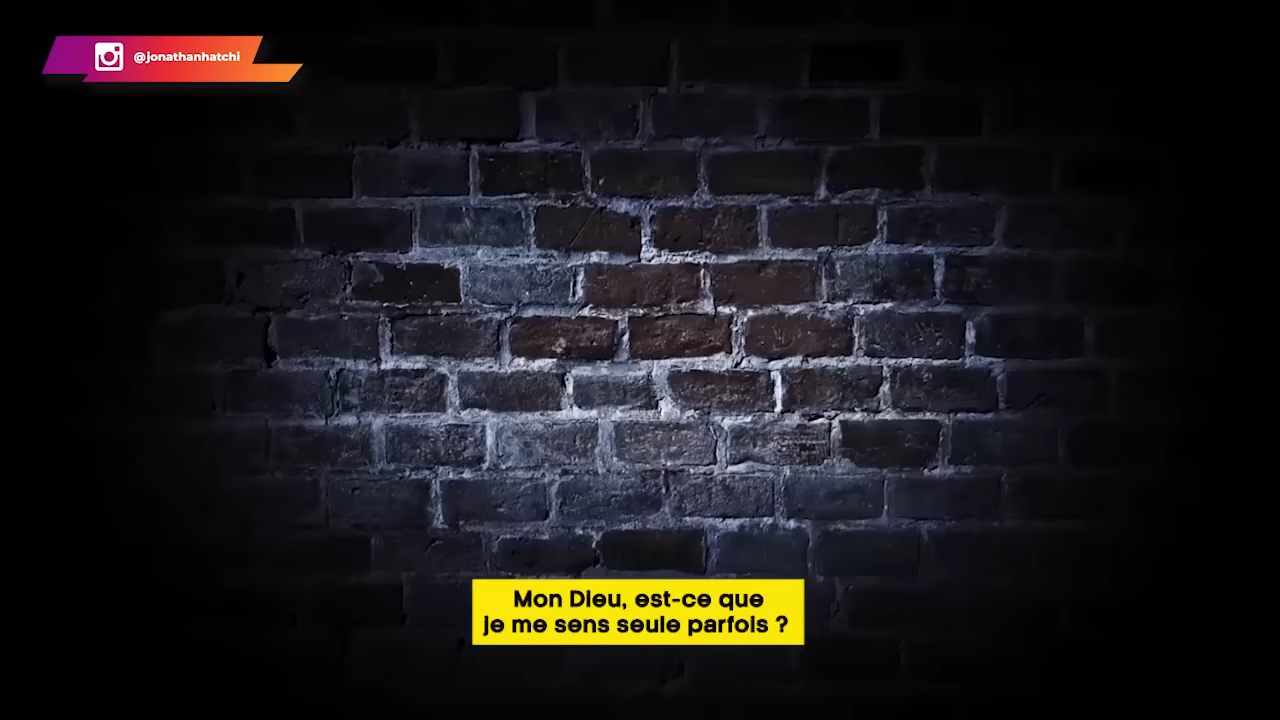 @jonathanhatchi
Mon Dieu, est-ce que
je me sens seule parfois ?